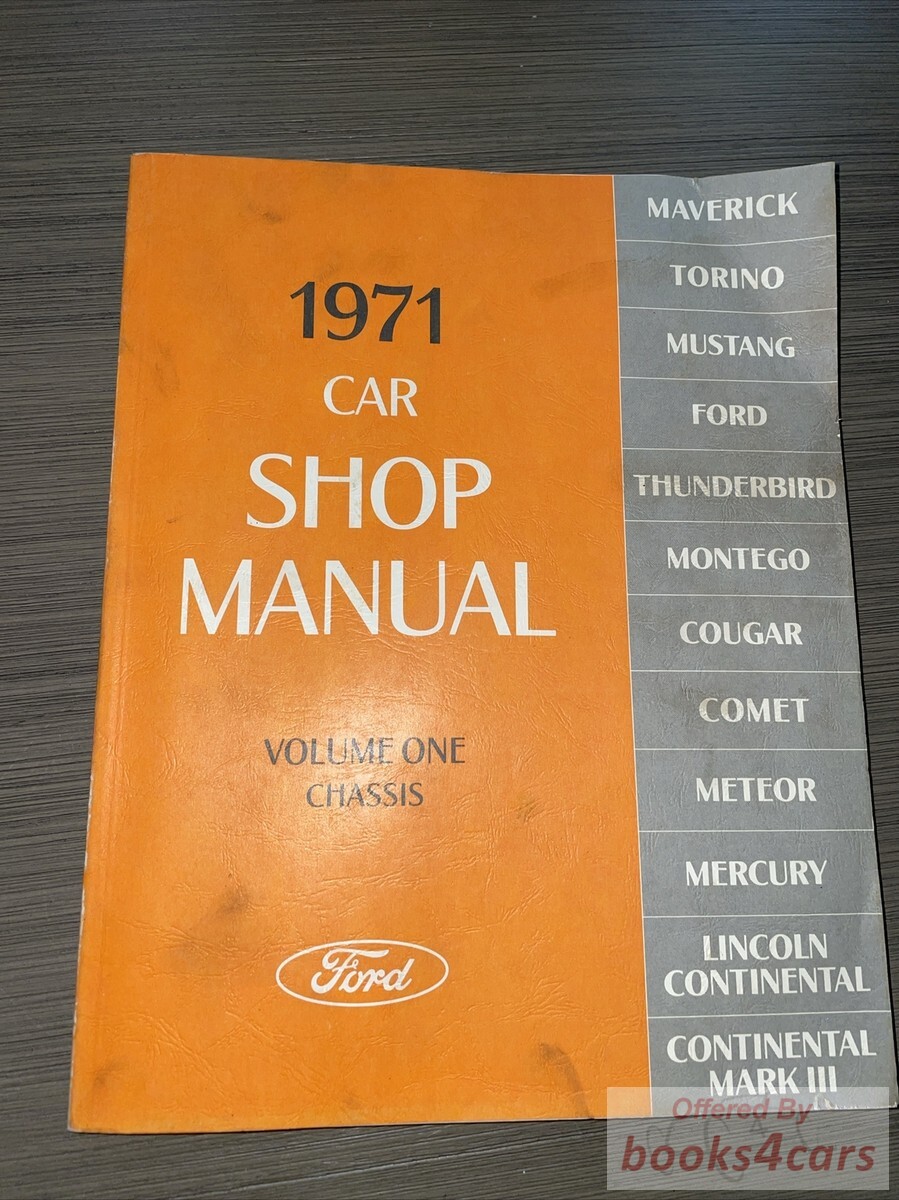 1971
CAR
SHOP
MANUAL
VOLUME ONE
CHASSIS
Ford
MAVERICK
TORINO
MUSTANG
FORD
THUNDERBIRD
MONTEGO
COUGAR
COMET
METEOR
MERCURY
LINCOLN
CONTINENTAL
CONTINENTAL
MARK III
Offered By
books4cars